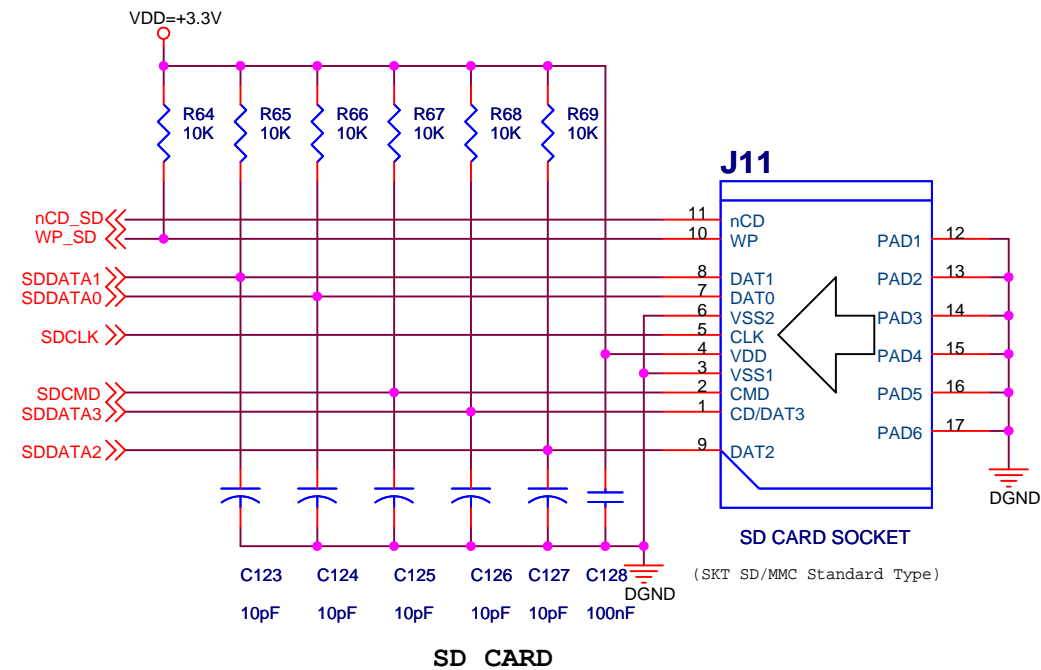 VDD=+3.3V
R64 R65 R66 R67 R68 R69
10K 10K 10K 10K 10K 10K
J11
nCD_SD 11 nCD
WP_SD 10 WP PAD1 12
SDDATA1 8 DAT1 PAD2 13
SDDATA0 7 DAT0
6 VSS2 PAD3 14
SDCLK 5 CLK
4 VDD PAD4 15
3 VSS1
SDCMD 2 CMD PAD5 16
SDDATA3 1 CD/DAT3
PAD6 17
SDDATA2 9 DAT2
DGND
SD CARD SOCKET
(SKT SD/MMC Standard Type)
C123 C124 C125 C126 C127 C128
DGND
10pF 10pF 10pF 10pF 10pF 100nF
SD CARD